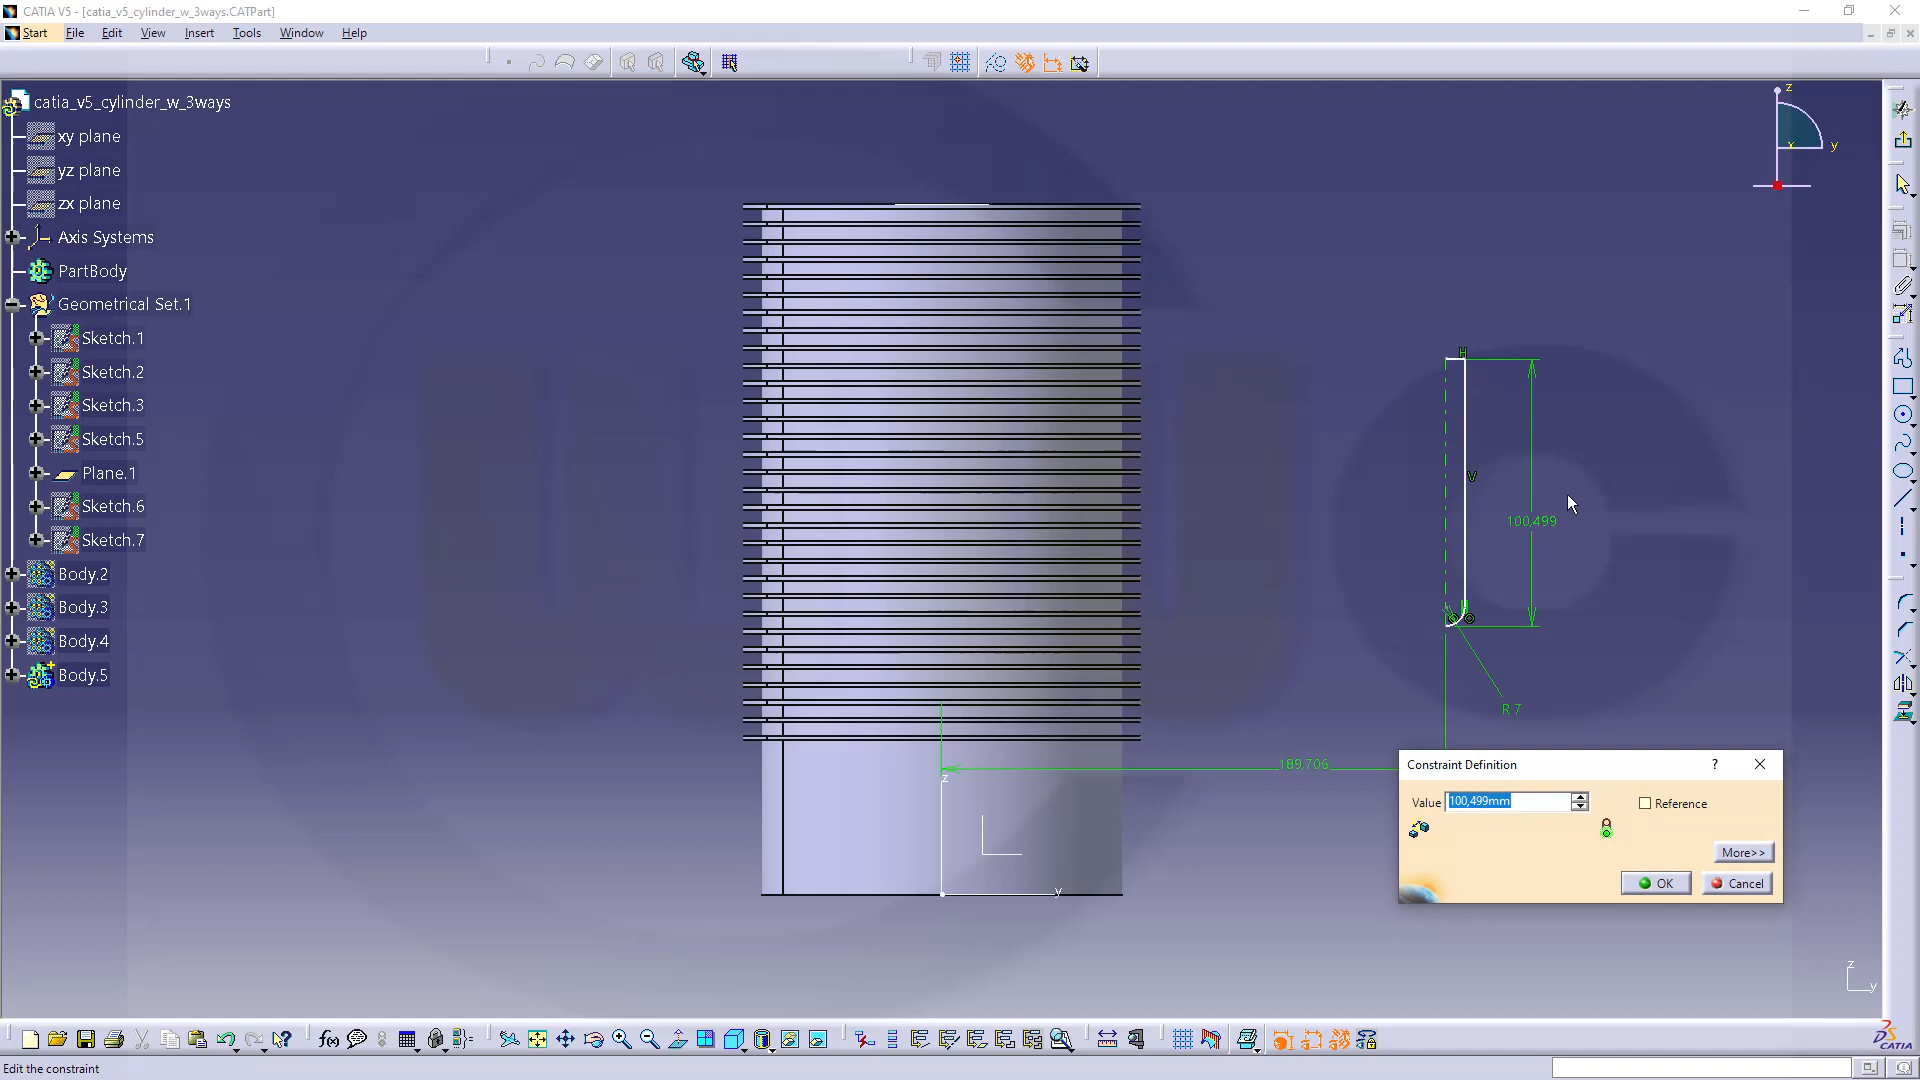 CATIA V5 - [catia_v5_cylinder_w_3ways.CATPart]
Start File Edit View Insert Tools Window Help
catia_v5_cylinder_w_3ways
xy plane
yz plane
zx plane
Axis Systems
PartBody
Geometrical Set.1
Sketch.1
Sketch.2
Sketch.3
Sketch.5
Plane.1
Sketch.6
Sketch.7
Body.2
Body.3
Body.4
Body.5
z
x
y
H
V
100,499
R 7
189,706
z
y
Constraint Definition
Value 100,499mm
Reference
More>>
OK
Cancel
z
y
CATIA
Edit the constraint